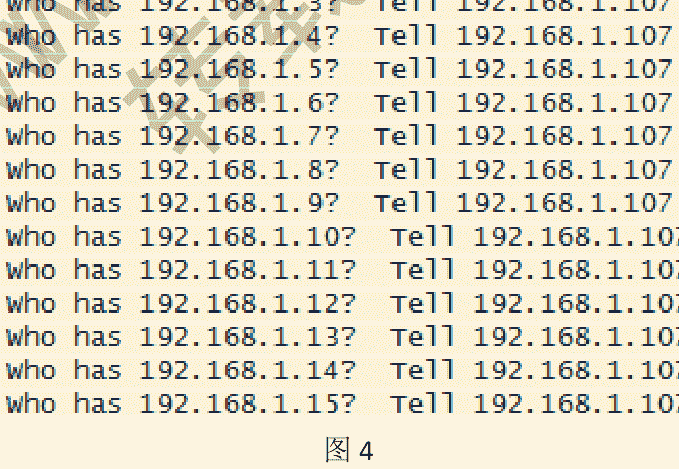 who has 192.168.1.3?  Tell 192.168.1.107
who has 192.168.1.4?  Tell 192.168.1.107
who has 192.168.1.5?  Tell 192.168.1.107
who has 192.168.1.6?  Tell 192.168.1.107
who has 192.168.1.7?  Tell 192.168.1.107
who has 192.168.1.8?  Tell 192.168.1.107
who has 192.168.1.9?  Tell 192.168.1.107
who has 192.168.1.10?  Tell 192.168.1.107
who has 192.168.1.11?  Tell 192.168.1.107
who has 192.168.1.12?  Tell 192.168.1.107
who has 192.168.1.13?  Tell 192.168.1.107
who has 192.168.1.14?  Tell 192.168.1.107
who has 192.168.1.15?  Tell 192.168.1.107
图 4